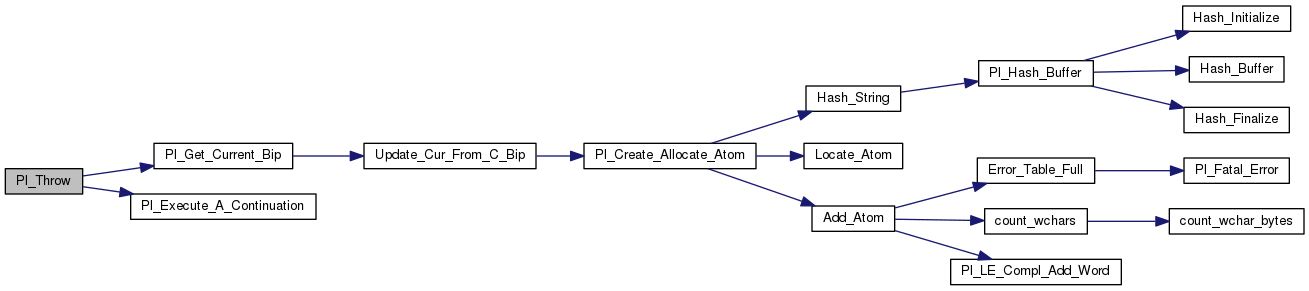 Pl_Throw
Pl_Get_Current_Bip
Pl_Execute_A_Continuation
Update_Cur_From_C_Bip
Pl_Create_Allocate_Atom
Hash_String
Locate_Atom
Add_Atom
Pl_Hash_Buffer
Error_Table_Full
count_wchars
Pl_LE_Compl_Add_Word
Hash_Initialize
Hash_Buffer
Hash_Finalize
Pl_Fatal_Error
count_wchar_bytes